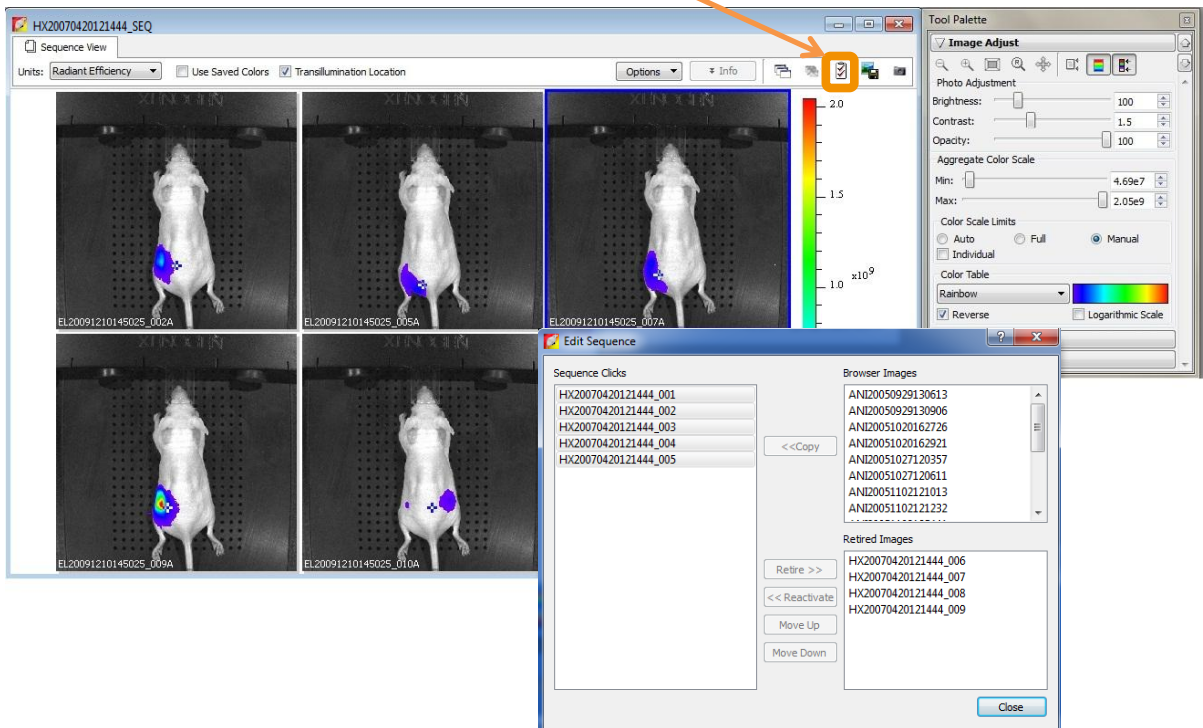 HX20070420121444_SEQ
Sequence View
Units: Radiant Efficiency Use Saved Colors Transillumination Location Options Info
2.0
1.5
x10^9
1.0
EL20091210145025_002A EL20091210145025_005A EL20091210145025_007A
EL20091210145025_009A EL20091210145025_010A
Tool Palette
Image Adjust
Photo Adjustment
Brightness: 100
Contrast: 1.5
Opacity: 100
Aggregate Color Scale
Min: 4.69e7
Max: 2.05e9
Color Scale Limits
Auto Full Manual
Individual
Color Table
Rainbow
Reverse Logarithmic Scale
Edit Sequence
Sequence Clicks
HX20070420121444_001
HX20070420121444_002
HX20070420121444_003
HX20070420121444_004
HX20070420121444_005
<<Copy
Retire >>
<< Reactivate
Move Up
Move Down
Browser Images
ANI20050929130613
ANI20050929130906
ANI20051020162726
ANI20051020162921
ANI20051027120357
ANI20051027120611
ANI20051102121013
ANI20051102121232
Retired Images
HX20070420121444_006
HX20070420121444_007
HX20070420121444_008
HX20070420121444_009
Close